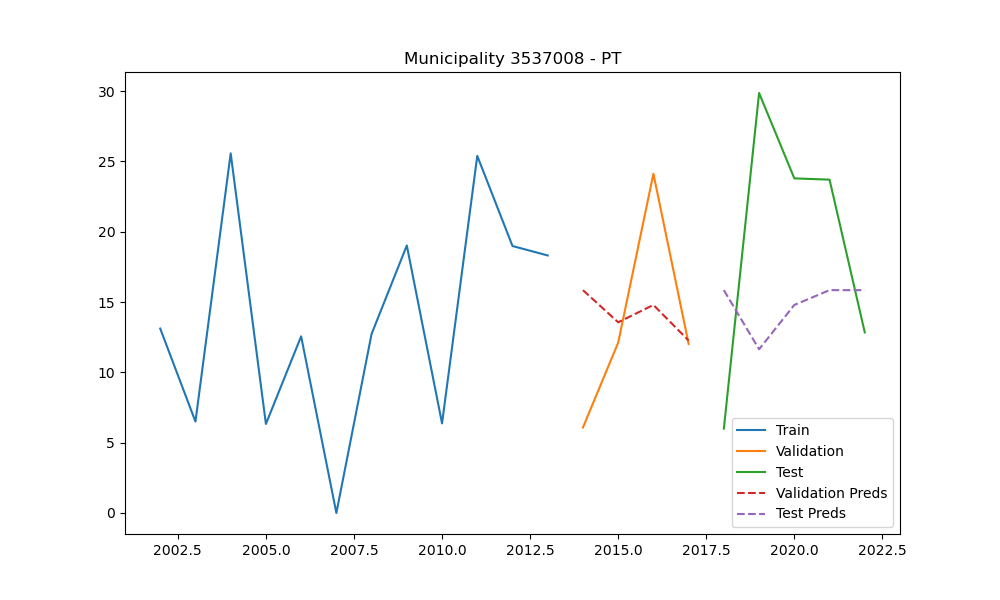 Municipality 3537008 - PT
30
25
20
15
10
5
0
2002.5 2005.0 2007.5 2010.0 2012.5 2015.0 2017.5 2020.0 2022.5
Train
Validation
Test
Validation Preds
Test Preds